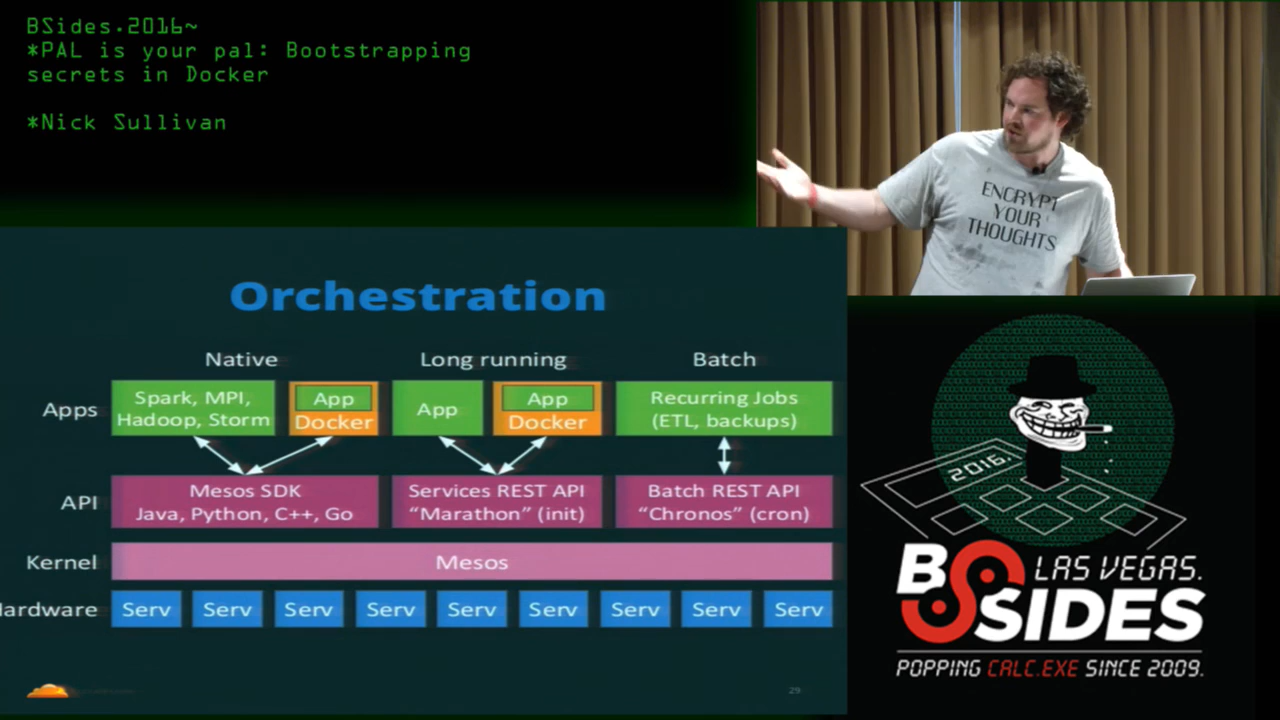 BSides.2016~
*PAL is your pal: Bootstrapping
secrets in Docker
*Nick Sullivan
ENCRYPT
YOUR
THOUGHTS
Orchestration
Native
Long running
Batch
Apps
Spark, MPI,
Hadoop, Storm
App
Docker
App
App
Docker
Recurring Jobs
(ETL, backups)
API
Mesos SDK
Java, Python, C++, Go
Services REST API
“Marathon” (init)
Batch REST API
“Chronos” (cron)
Kernel
Mesos
Hardware
Serv Serv Serv Serv Serv Serv Serv Serv Serv
29
2016.
BSIDES
LAS VEGAS.
POPPING CALC.EXE SINCE 2009.